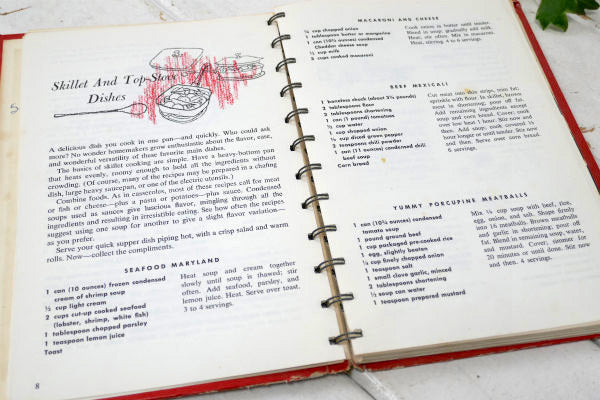 Skillet And Top-Stove
Dishes
A delicious dish you cook in one pan—and quickly. Who could ask
more? No wonder homemakers grow enthusiastic about the flavor, ease,
and wonderful versatility of these favorite main dishes.
The basics of skillet cooking are simple. Have a heavy-bottom pan
that heats evenly, roomy enough to hold all the ingredients without
crowding. (Of course, many of the recipes may be prepared in a chafing
dish, large heavy saucepan, or one of the electric utensils.)
Combine foods. As in casseroles, most of these recipes call for meat
or fish or cheese—plus a pasta or potatoes—plus sauce. Condensed
soups used as sauces give luscious flavor, mingling through all the
ingredients and resulting in irresistible eating. See how often the recipes
suggest using one soup for another to give a slight flavor variation—
as you prefer.
Serve your quick supper dish piping hot, with a crisp salad and warm
rolls. Now—collect the compliments.
SEAFOOD MARYLAND
1 can (10 ounces) frozen condensed
cream of shrimp soup
½ cup light cream
2 cups cut-up cooked seafood
(lobster, shrimp, white fish)
1 tablespoon chopped parsley
1 teaspoon lemon juice
Toast
Heat soup and cream together
slowly until soup is thawed; stir
often. Add seafood, parsley, and
lemon juice. Heat. Serve over toast.
3 to 4 servings.
8
MACARONI AND CHEESE
cup chopped onion
1 tablespoon butter or margarine
1 can (10¾ ounces) condensed
Cheddar cheese soup
cup milk
cups cooked macaroni
Cook onion in butter until tender.
Blend in soup, gradually add milk.
Heat, stir often. Mix in macaroni.
Heat, stirring. 4 to 6 servings.
BEEF MEXICALI
1 boneless chuck (about 2½ pounds)
2 tablespoons flour
2 tablespoons shortening
1 can (1 pound) tomatoes
½ cup water
1 cup chopped onion
¼ cup diced green pepper
2 teaspoons chili powder
1 can (11 ounces) condensed chili
beef soup
Corn bread
Cut meat into thin strips, trim fat;
sprinkle with flour. In skillet, brown
meat in shortening; pour off fat.
Add remaining ingredients except
soup and corn bread. Cover; cook
over low heat 1 hour. Stir now and
then. Add soup; cook covered ½
hour longer or until tender. Stir now
and then. Serve over corn bread.
6 servings.
YUMMY PORCUPINE MEATBALLS
1 can (10¾ ounces) condensed
tomato soup
1 pound ground beef
1 cup packaged pre-cooked rice
1 egg, slightly beaten
¼ cup finely chopped onion
1 teaspoon salt
1 small clove garlic, minced
2 tablespoons shortening
½ soup can water
1 teaspoon prepared mustard
Mix ¼ cup soup with beef, rice,
egg, onion, and salt. Shape firmly
into 16 meatballs. Brown meatballs
and garlic in shortening; pour off
fat. Blend in remaining soup, water,
and mustard. Cover; simmer for
20 minutes or until done. Stir now
and then. 4 servings.